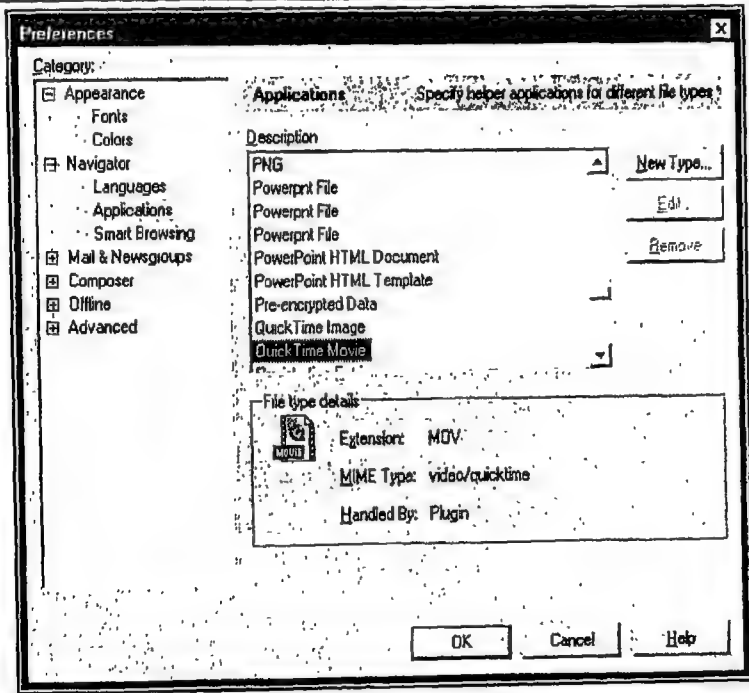 Preferences
Category:
Appearance
Fonts
Colors
Navigator
Languages
Applications
Smart Browsing
Mail & Newsgroups
Composer
Offline
Advanced
Applications Specify helper applications for different file types
Description
PNG
Powerpnt File
Powerpnt File
Powerpnt File
PowerPoint HTML Document
PowerPoint HTML Template
Pre-encrypted Data
QuickTime Image
QuickTime Movie
New Type...
Edit..
Remove
File type details
MOVIE
Extension: MOV
MIME Type: video/quicktime
Handled By: Plugin
OK Cancel Help